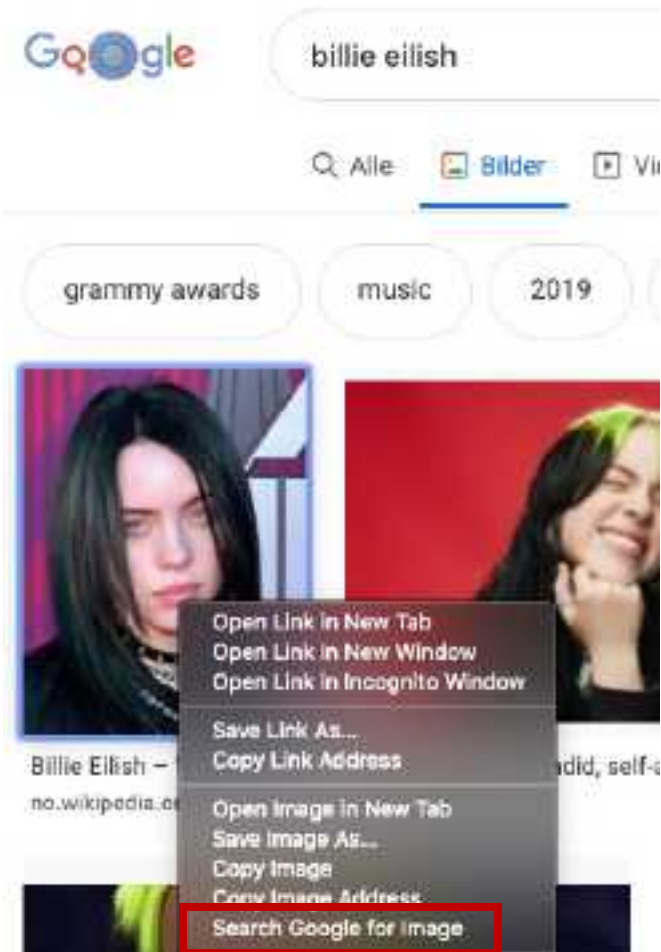 Google
billie eilish
Alle Bilder
grammy awards music 2019
Open Link in New Tab
Open Link in New Window
Open Link in Incognito Window
Save Link As...
Copy Link Address
Billie Eilish –
self-
no.wikipedia.
Open Image in New Tab
Save Image As...
Copy Image
Copy Image Address
Search Google for Image